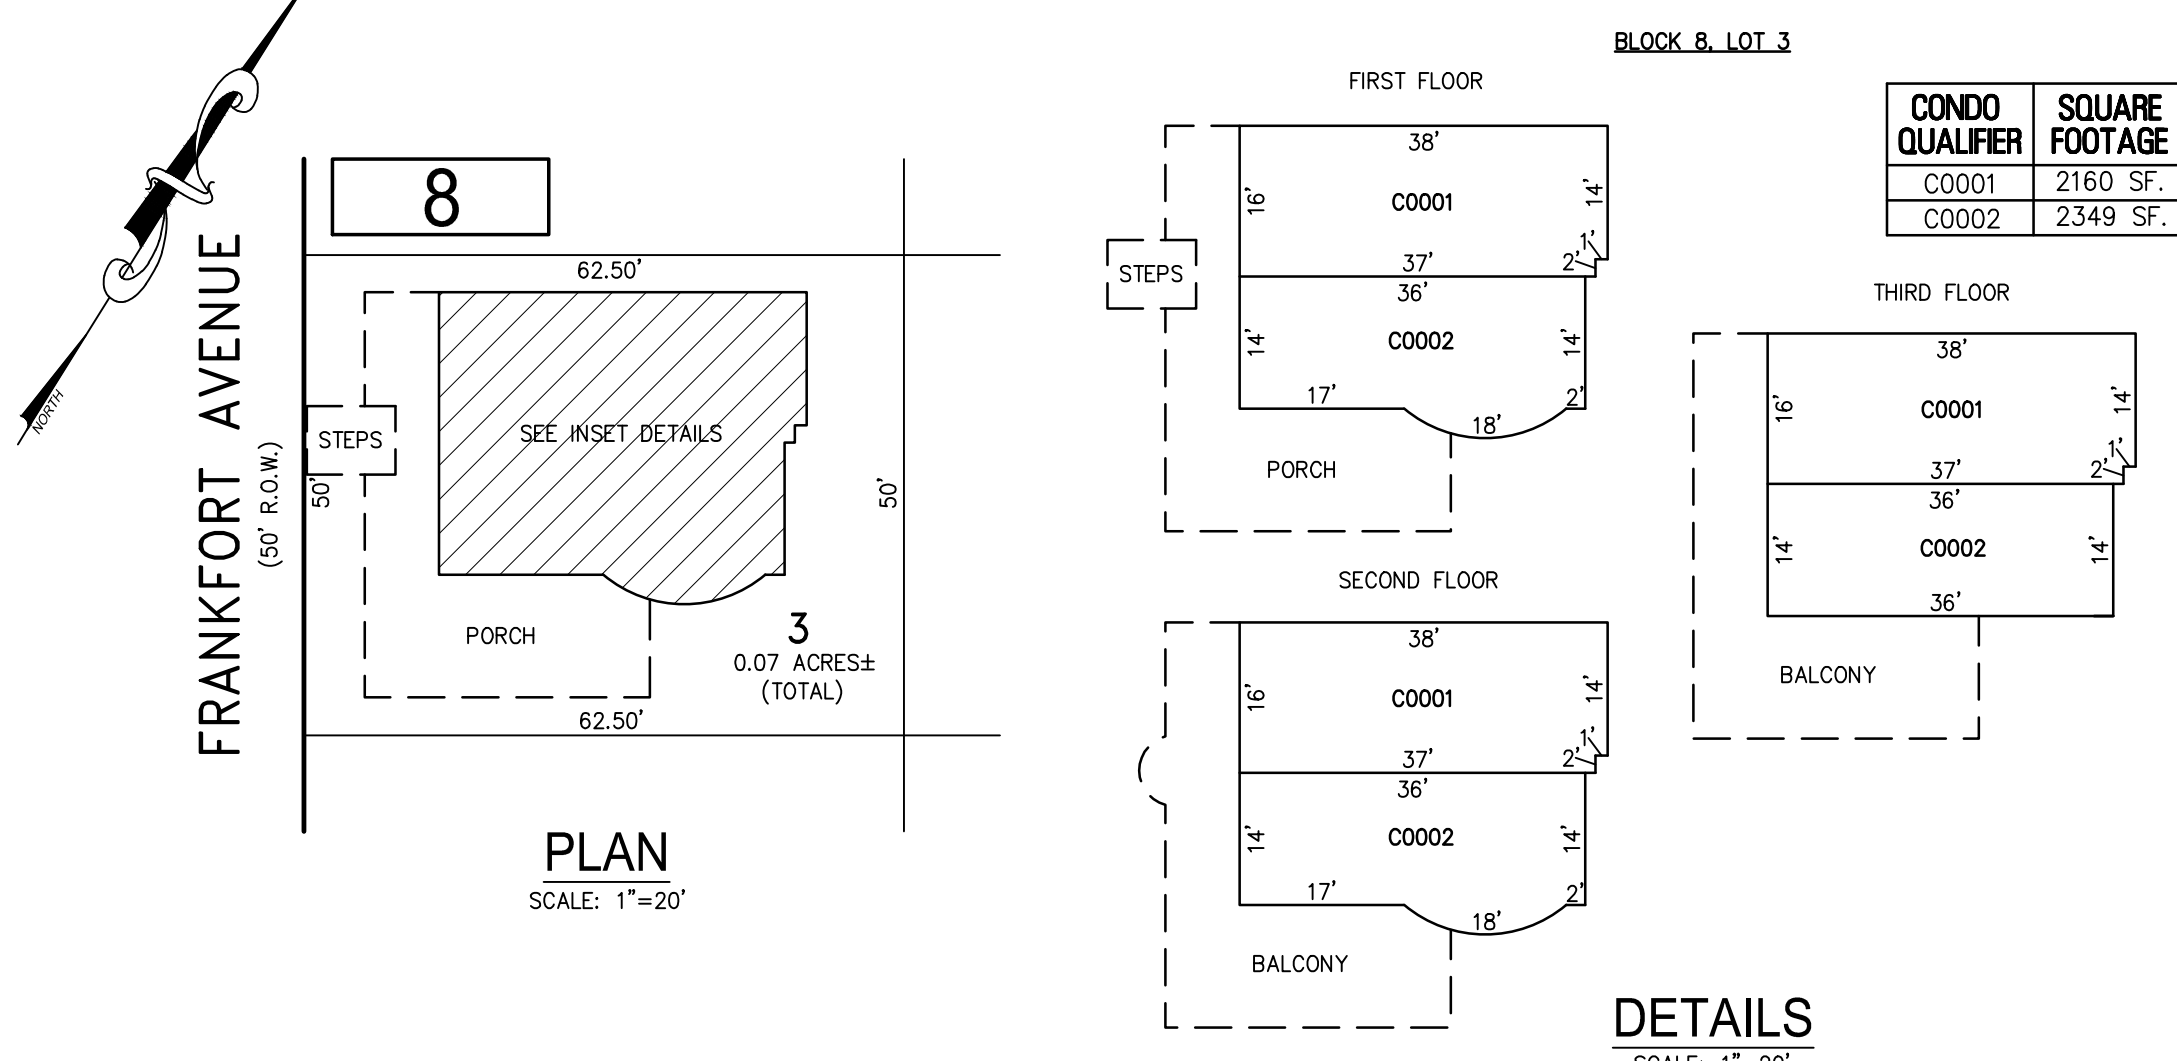 BLOCK 8, LOT 3
NORTH
FRANKFORT AVENUE
(50' R.O.W.)
8
62.50'
STEPS
SEE INSET DETAILS
50'
50'
PORCH
3
0.07 ACRES±
(TOTAL)
62.50'
PLAN
SCALE: 1"=20'
FIRST FLOOR
38'
16'
C0001
14'
1'
37'
2'
STEPS
36'
14'
C0002
14'
17'
2'
18'
PORCH
SECOND FLOOR
38'
16'
C0001
14'
1'
37'
2'
36'
14'
C0002
14'
17'
2'
18'
BALCONY
CONDO QUALIFIER
SQUARE FOOTAGE
C0001 2160 SF.
C0002 2349 SF.
THIRD FLOOR
38'
16'
C0001
14'
1'
37'
2'
36'
14'
C0002
14'
36'
BALCONY
DETAILS